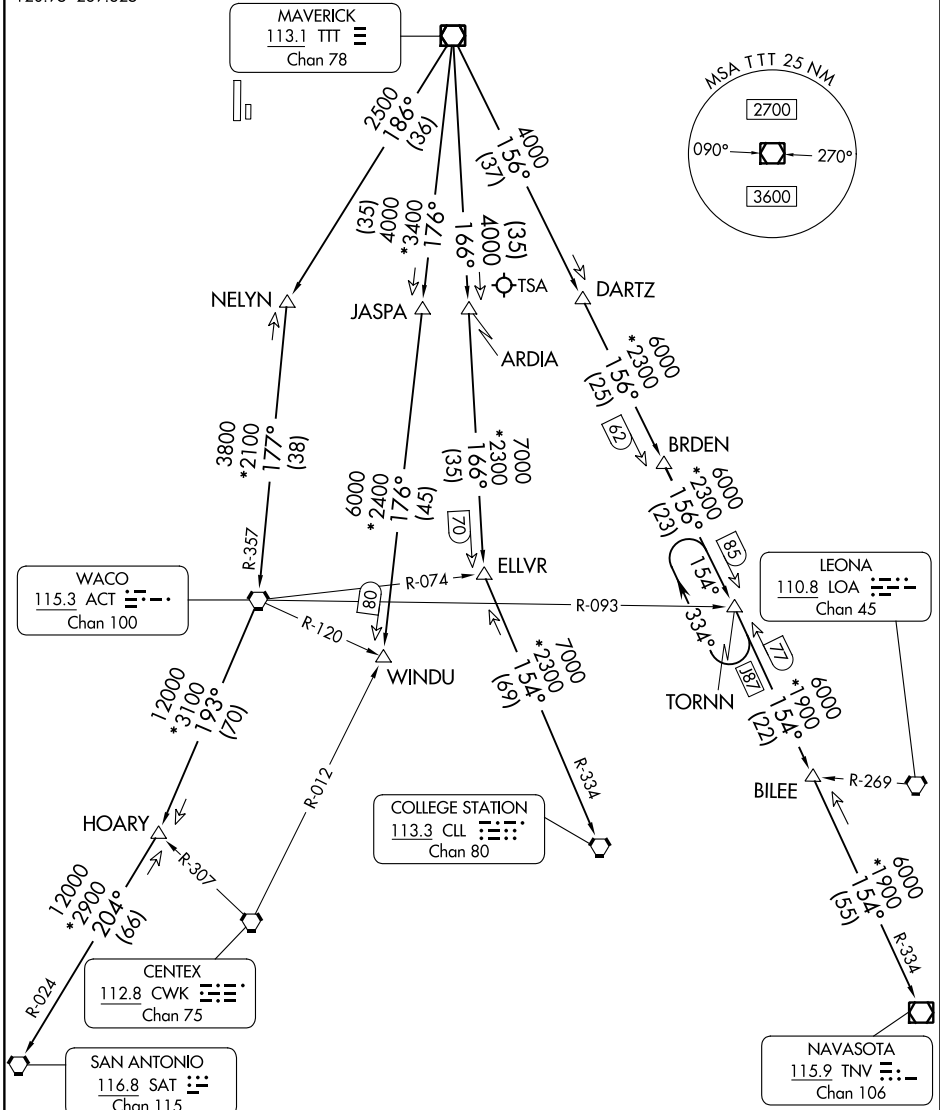 MAVERICK
113.1 TTT
Chan 78
MSA TTT 25 NM
2700
090°
270°
3600
2500
186°
(36)
(35)
4000
*3400
176°
(35)
4000
166°
4000
156°
(37)
TSA
NELYN
JASPA
ARDIA
DARTZ
3800
*2100
177°
(38)
R-357
6000
*2400
176°
(45)
80
7000
*2300
166°
(35)
70
6000
*2300
156°
(25)
62
BRDEN
6000
*2300
156°
(23)
85
154°
334°
WACO
115.3 ACT
Chan 100
R-074
ELLVR
R-093
R-120
WINDU
TORNN
J87
77
LEONA
110.8 LOA
Chan 45
12000
*3100
193°
(70)
7000
*2300
154°
(69)
R-334
6000
*1900
154°
(22)
BILEE
R-269
R-012
HOARY
R-307
COLLEGE STATION
113.3 CLL
Chan 80
12000
*2900
204°
(66)
R-024
6000
*1900
154°
(55)
R-334
CENTEX
112.8 CWK
Chan 75
SAN ANTONIO
116.8 SAT
Chan 115
NAVASOTA
115.9 TNV
Chan 106